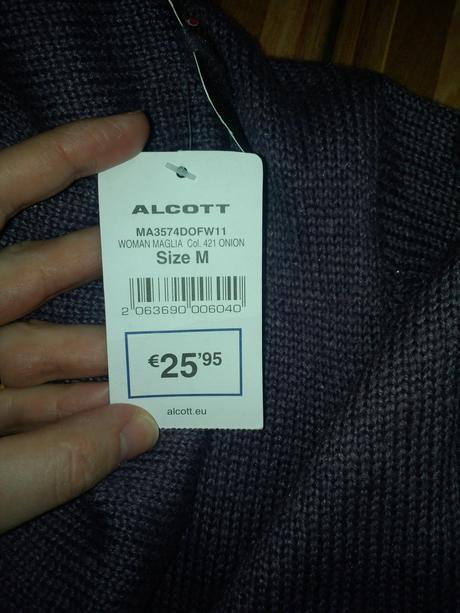 ALCOTT
MA3574DOFW11
WOMAN MAGLIA Col. 421 ONION
Size M
2 063690 006040
€25'95
alcott.eu